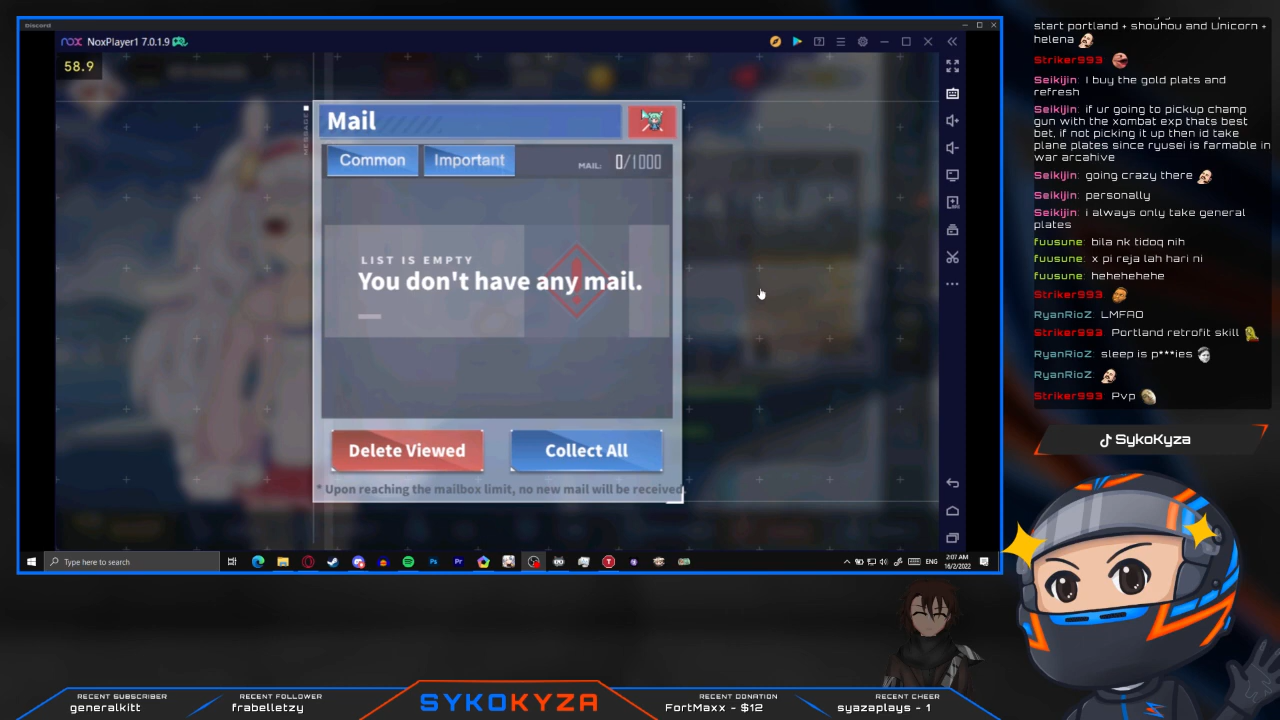 Discord
nox NoxPlayer1 7.0.1.9
58.9
MESSAGE
Mail
Common
Important
MAIL: 0/1000
LIST IS EMPTY
You don't have any mail.
Delete Viewed
Collect All
* Upon reaching the mailbox limit, no new mail will be received.
Type here to search
ENG
2:07 AM
16/2/2022
start portland + shouhou and Unicorn +
helena
Striker993
Seikijin: I buy the gold plats and
refresh
Seikijin: if ur going to pickup champ
gun with the xombat exp thats best
bet, if not picking it up then id take
plane plates since ryusei is farmable in
war arcahive
Seikijin: going crazy there
Seikijin: personally
Seikijin: i always only take general
plates
fuusune: bila nk tidoq nih
fuusune: x pi reja lah hari ni
fuusune: hehehehehe
Striker993
RyanRioZ: LMFAO
Striker993 Portland retrofit skill
RyanRioZ: sleep is p***ies
RyanRioZ:
Striker993 Pvp
SykoKyza
RECENT SUBSCRIBER
generalkitt
RECENT FOLLOWER
frabelletzy
SYKOKYZA
RECENT DONATION
FortMaxx - $12
RECENT CHEER
syazaplays - 1